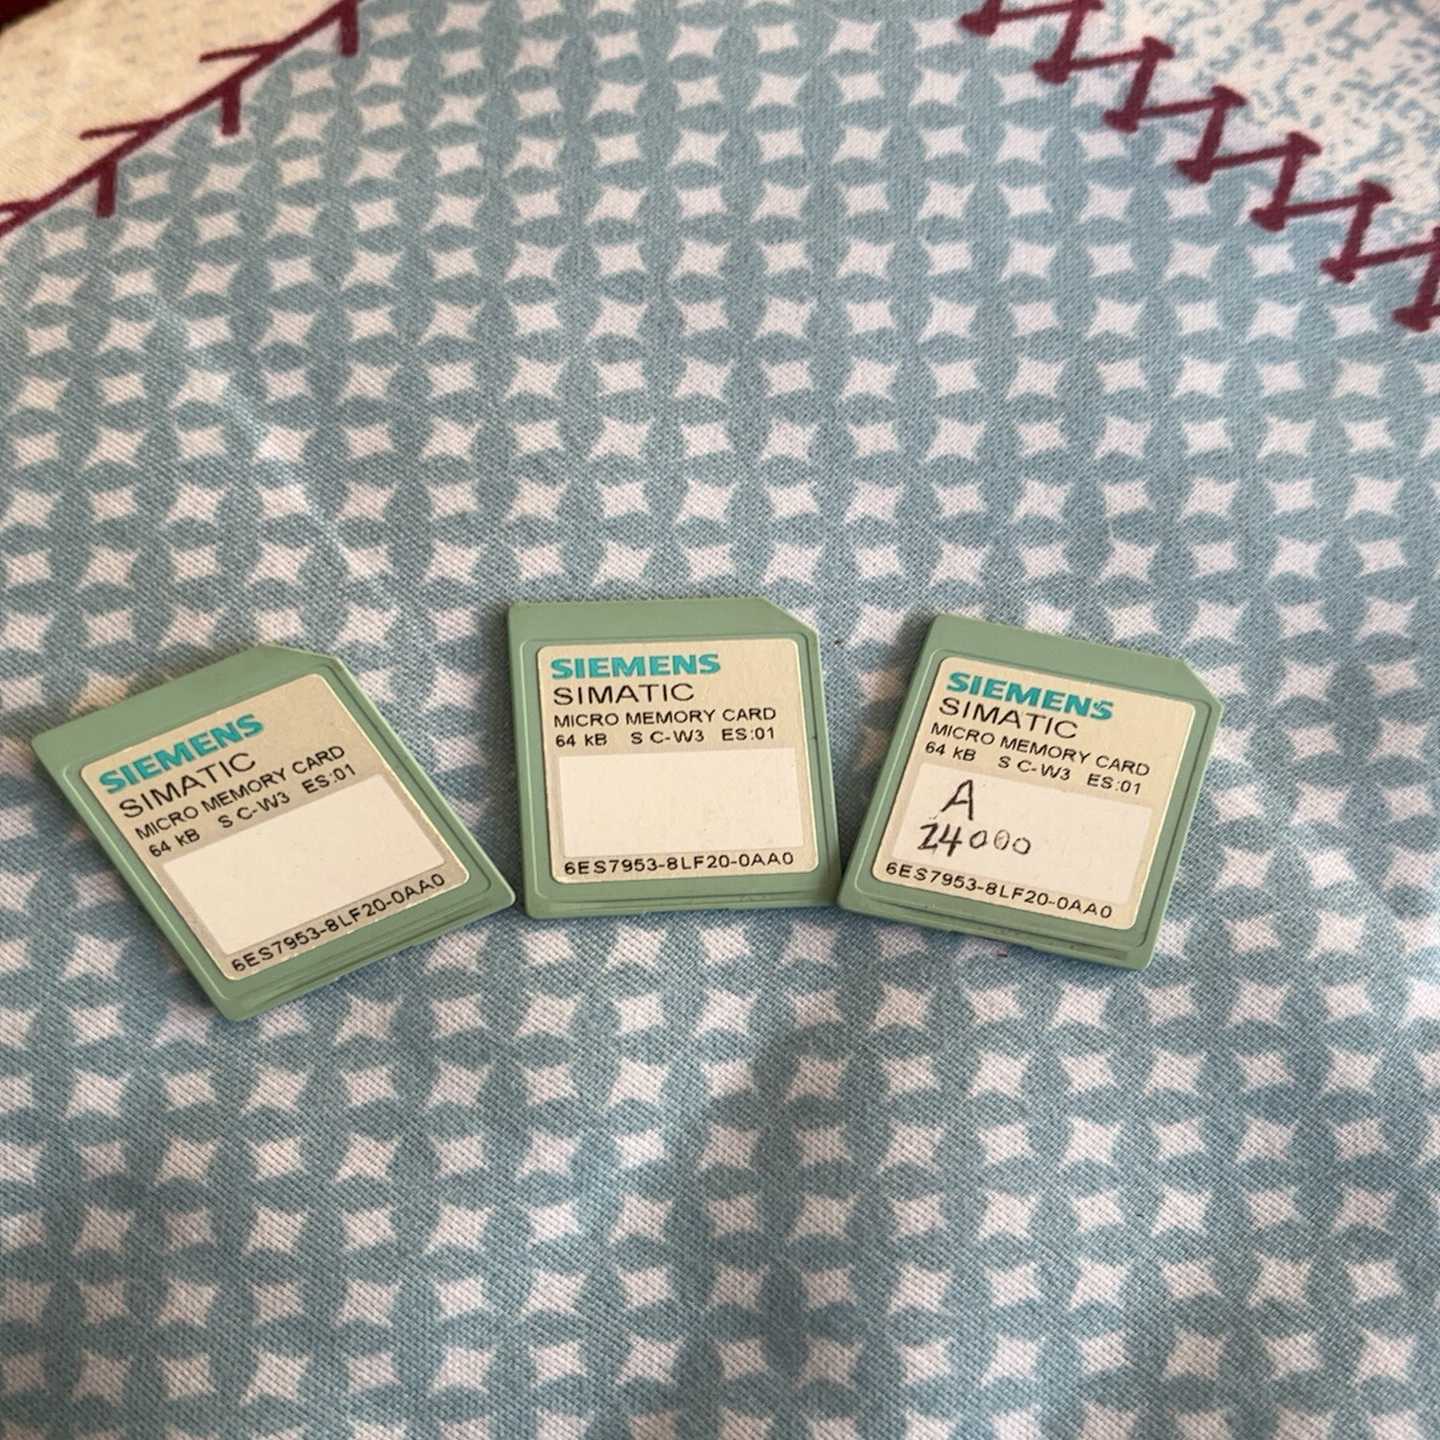 SIEMENS
SIMATIC
MICRO MEMORY CARD
64 kB S C-W3 ES:01
6ES7953-8LF20-0AA0
SIEMENS
SIMATIC
MICRO MEMORY CARD
64 kB S C-W3 ES:01
6ES7953-8LF20-0AA0
SIEMENS
SIMATIC
MICRO MEMORY CARD
64 kB S C-W3 ES:01
A
24000
6ES7953-8LF20-0AA0